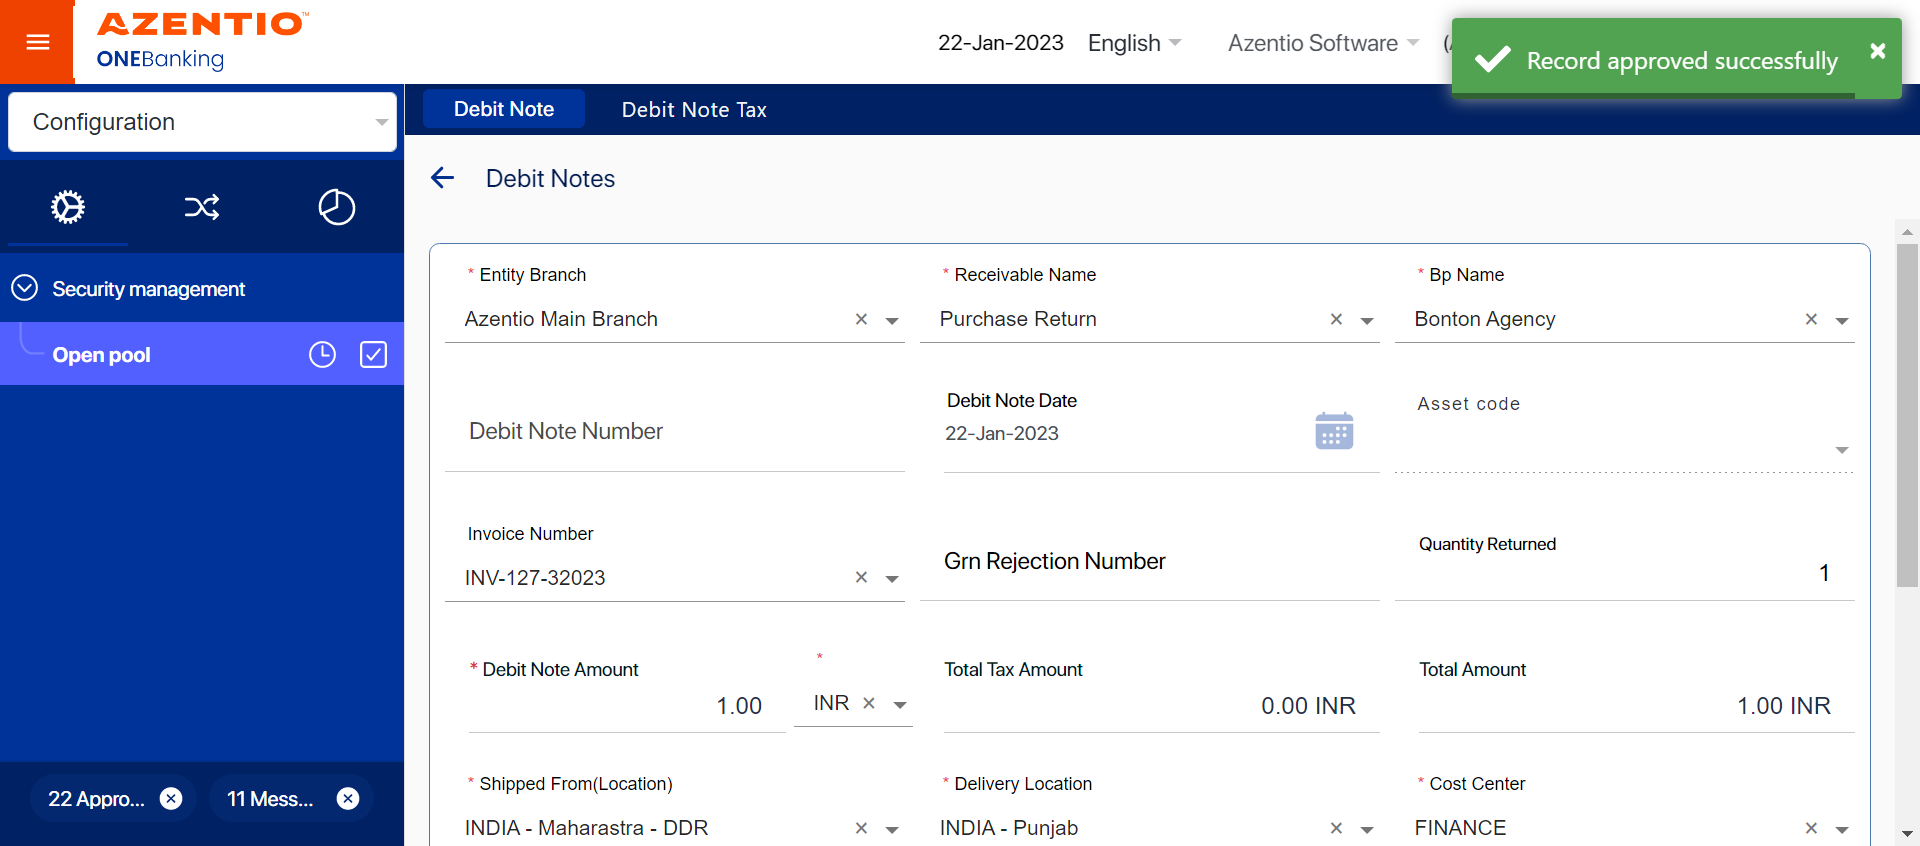 AZENTIO™
ONEBanking
22-Jan-2023 English Azentio Software
Record approved successfully
Configuration
Debit Note Debit Note Tax
Debit Notes
Security management
Open pool
22 Appro... 11 Mess...
* Entity Branch * Receivable Name * Bp Name
Azentio Main Branch Purchase Return Bonton Agency
Debit Note Number
Debit Note Date
22-Jan-2023
Asset code
Invoice Number
INV-127-32023
Grn Rejection Number
Quantity Returned
1
* Debit Note Amount * Total Tax Amount Total Amount
1.00 INR 0.00 INR 1.00 INR
* Shipped From(Location) * Delivery Location * Cost Center
INDIA - Maharastra - DDR INDIA - Punjab FINANCE